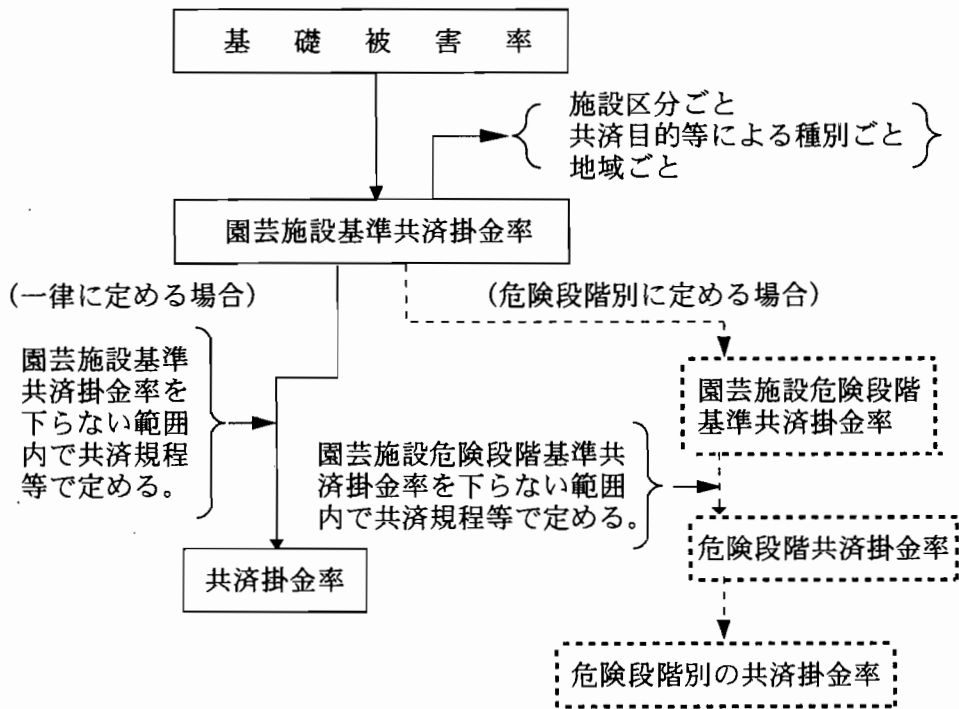 基礎被害率
施設区分ごと
共済目的等による種別ごと
地域ごと
園芸施設基準共済掛金率
(一律に定める場合)
(危険段階別に定める場合)
園芸施設基準
共済掛金率を
下らない範囲
内で共済規程
等で定める。
園芸施設危険段階
基準共済掛金率
園芸施設危険段階基準共
済掛金率を下らない範囲
内で共済規程等で定める。
危険段階共済掛金率
共済掛金率
危険段階別の共済掛金率